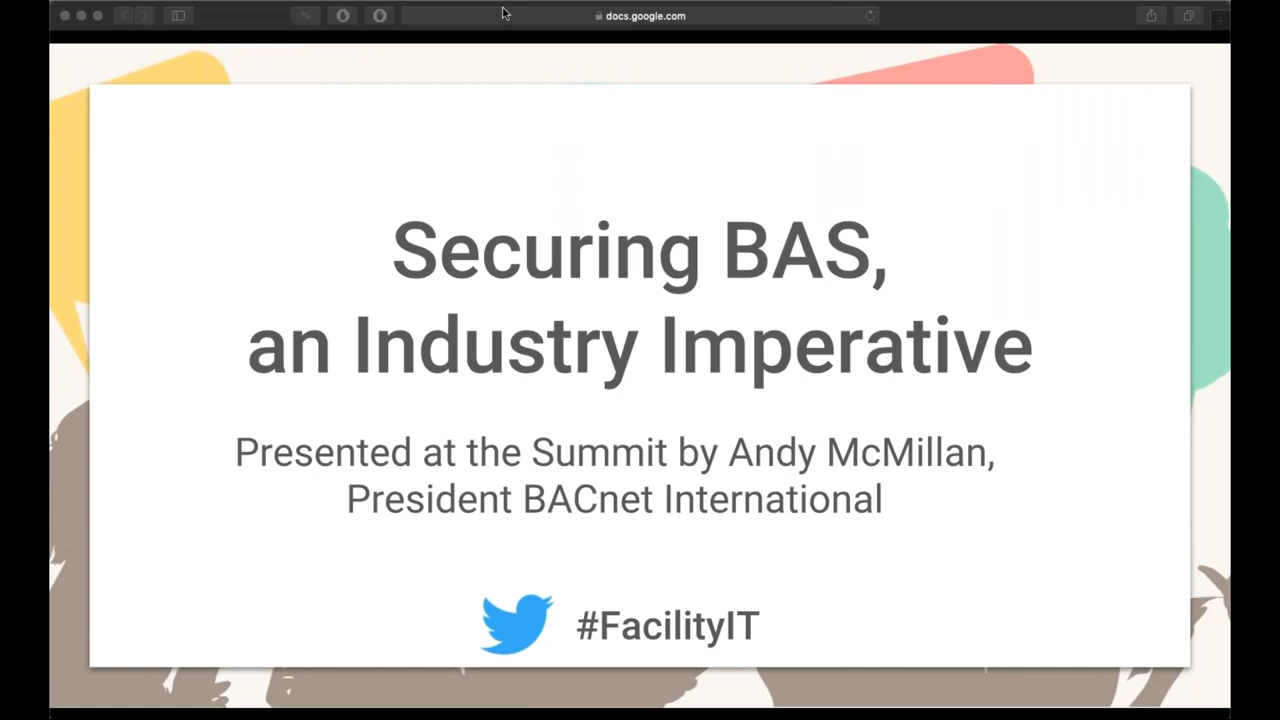 docs.google.com
Securing BAS,
an Industry Imperative
Presented at the Summit by Andy McMillan,
President BACnet International
#FacilityIT